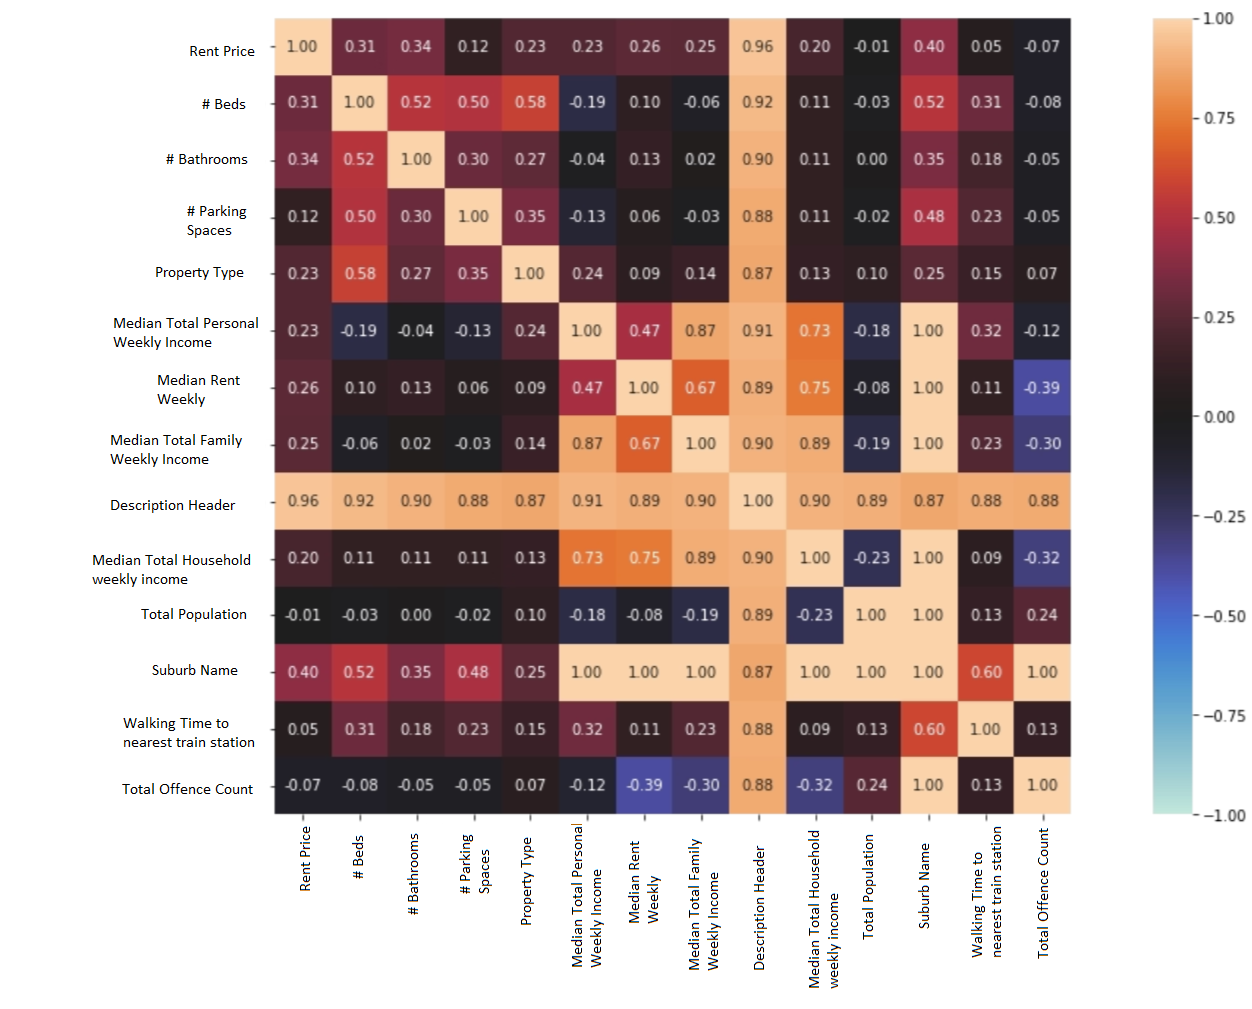 Rent Price 1.00 0.31 0.34 0.12 0.23 0.23 0.26 0.25 0.96 0.20 -0.01 0.40 0.05 -0.07
# Beds 0.31 1.00 0.52 0.50 0.58 -0.19 0.10 -0.06 0.92 0.11 -0.03 0.52 0.31 -0.08
# Bathrooms 0.34 0.52 1.00 0.30 0.27 -0.04 0.13 0.02 0.90 0.11 0.00 0.35 0.18 -0.05
# Parking
Spaces 0.12 0.50 0.30 1.00 0.35 -0.13 0.06 -0.03 0.88 0.11 -0.02 0.48 0.23 -0.05
Property Type 0.23 0.58 0.27 0.35 1.00 0.24 0.09 0.14 0.87 0.13 0.10 0.25 0.15 0.07
Median Total Personal
Weekly Income 0.23 -0.19 -0.04 -0.13 0.24 1.00 0.47 0.87 0.91 0.73 -0.18 1.00 0.32 -0.12
Median Rent
Weekly 0.26 0.10 0.13 0.06 0.09 0.47 1.00 0.67 0.89 0.75 -0.08 1.00 0.11 -0.39
Median Total Family
Weekly Income 0.25 -0.06 0.02 -0.03 0.14 0.87 0.67 1.00 0.90 0.89 -0.19 1.00 0.23 -0.30
Description Header 0.96 0.92 0.90 0.88 0.87 0.91 0.89 0.90 1.00 0.90 0.89 0.87 0.88 0.88
Median Total Household
weekly income 0.20 0.11 0.11 0.11 0.13 0.73 0.75 0.89 0.90 1.00 -0.23 1.00 0.09 -0.32
Total Population -0.01 -0.03 0.00 -0.02 0.10 -0.18 -0.08 -0.19 0.89 -0.23 1.00 1.00 0.13 0.24
Suburb Name 0.40 0.52 0.35 0.48 0.25 1.00 1.00 1.00 0.87 1.00 1.00 1.00 0.60 1.00
Walking Time to
nearest train station 0.05 0.31 0.18 0.23 0.15 0.32 0.11 0.23 0.88 0.09 0.13 0.60 1.00 0.13
Total Offence Count -0.07 -0.08 -0.05 -0.05 0.07 -0.12 -0.39 -0.30 0.88 -0.32 0.24 1.00 0.13 1.00
Rent Price
# Beds
# Bathrooms
# Parking
Spaces
Property Type
Median Total Personal
Weekly Income
Median Rent
Weekly
Median Total Family
Weekly Income
Description Header
Median Total Household
weekly income
Total Population
Suburb Name
Walking Time to
nearest train station
Total Offence Count
1.00
0.75
0.50
0.25
0.00
−0.25
−0.50
−0.75
−1.00